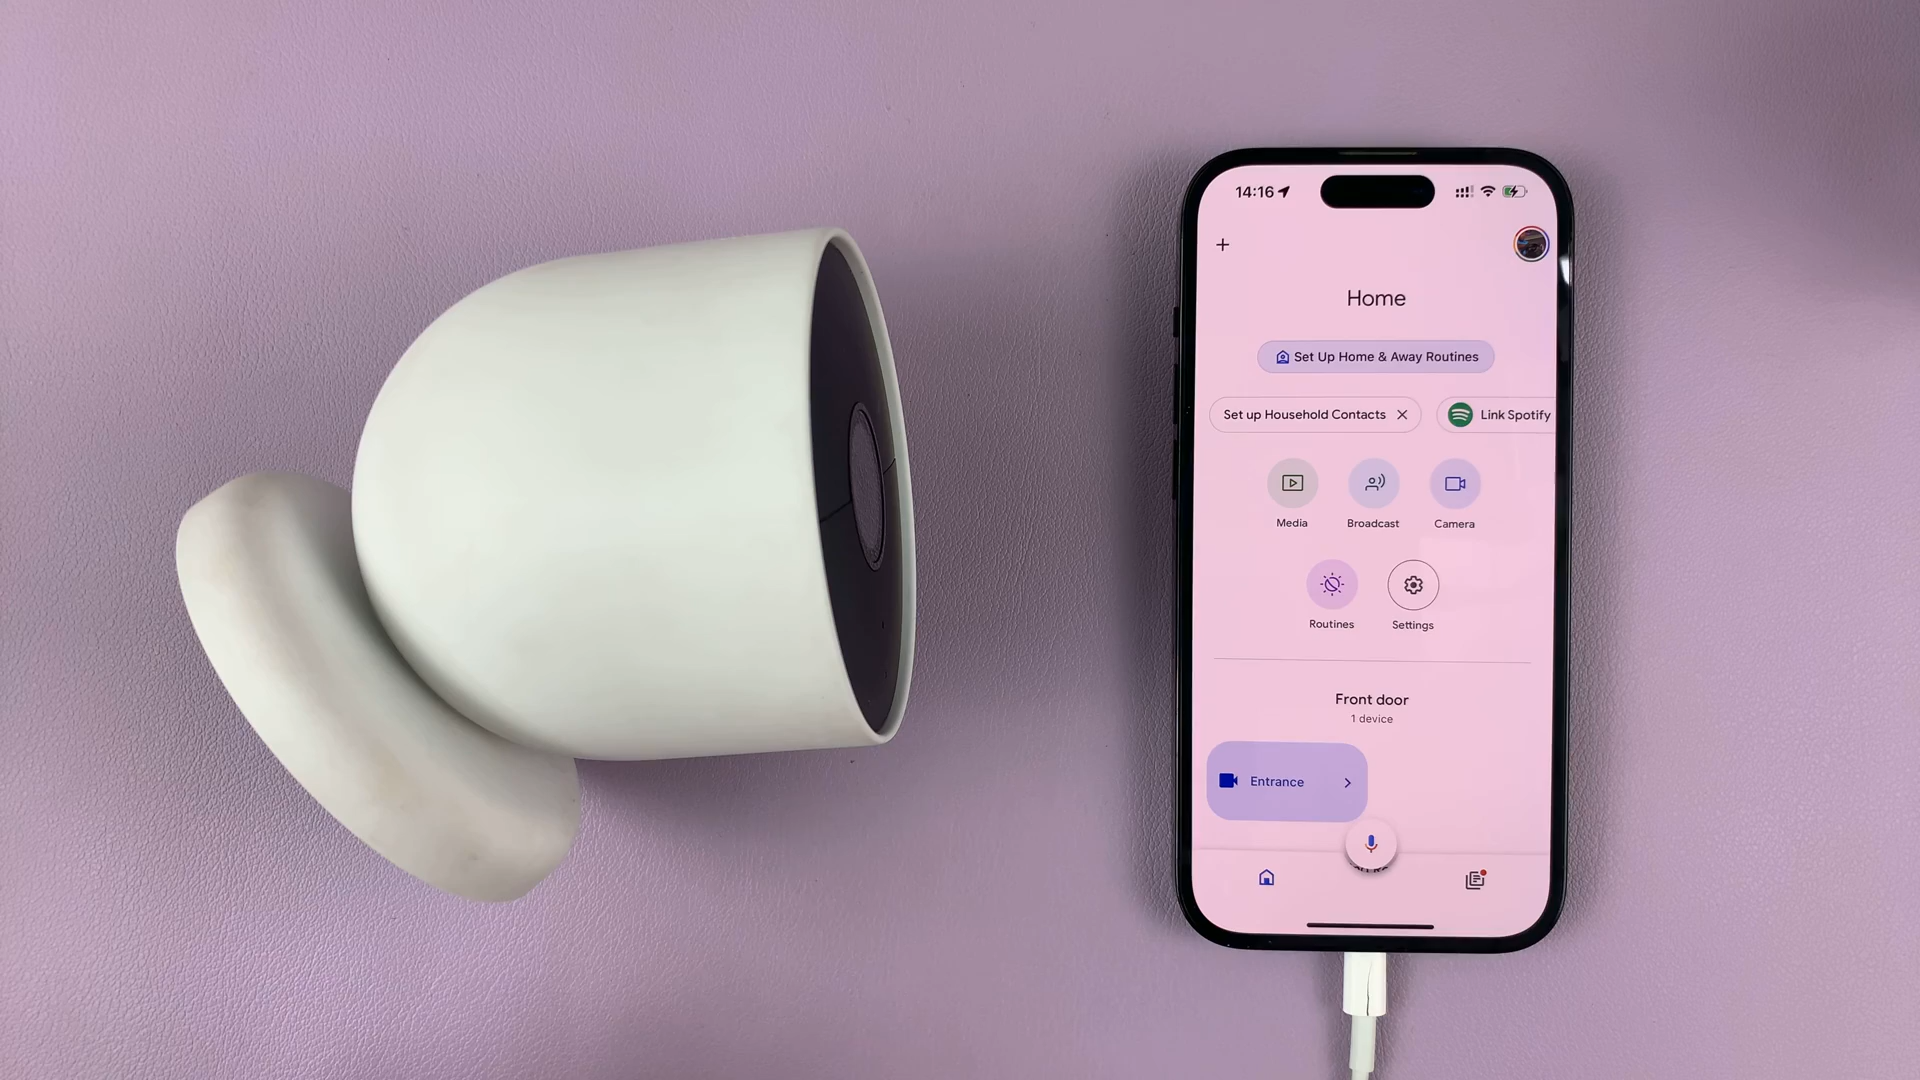 14:16
Home
Set Up Home & Away Routines
Set up Household Contacts
Link Spotify
Media
Broadcast
Camera
Routines
Settings
Front door
1 device
Entrance